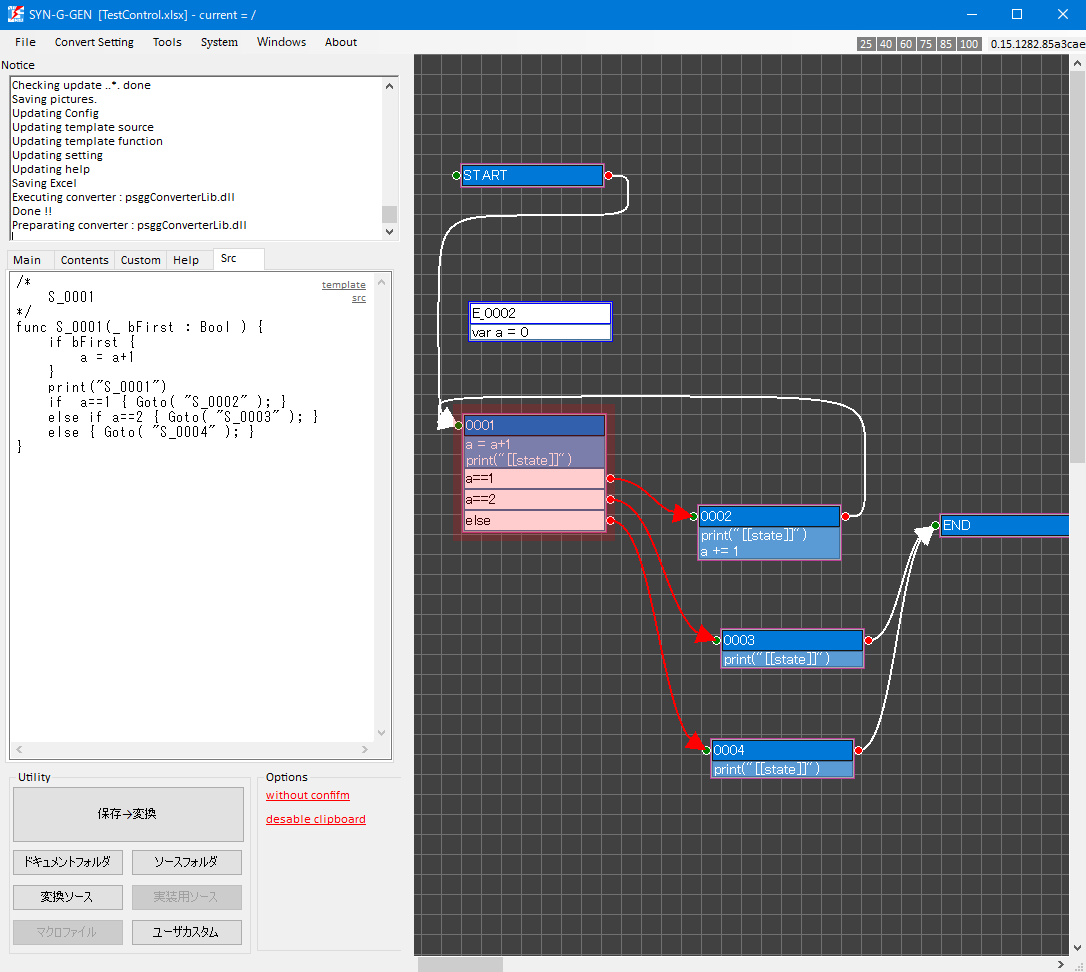 SYN-G-GEN [TestControl.xlsx] - current = /
File Convert Setting Tools System Windows About
25 40 60 75 85 100 0.15.1282.85a3cae
Notice
Checking update ..*. done
Saving pictures.
Updating Config
Updating template source
Updating template function
Updating setting
Updating help
Saving Excel
Executing converter : psggConverterLib.dll
Done !!
Preparating converter : psggConverterLib.dll
Main Contents Custom Help Src
template
src
/*
S_0001
*/
func S_0001(_ bFirst : Bool ) {
if bFirst {
a = a+1
}
print("S_0001")
if a==1 { Goto( "S_0002" ); }
else if a==2 { Goto( "S_0003" ); }
else { Goto( "S_0004" ); }
}
Utility
保存→変換
ドキュメントフォルダ
ソースフォルダ
変換ソース
実装用ソース
マクロファイル
ユーザカスタム
Options
without confifm
desable clipboard
START
E_0002
var a = 0
0001
a = a+1
print("[[state]]")
a==1
a==2
else
0002
print("[[state]]")
a += 1
END
0003
print("[[state]]")
0004
print("[[state]]")